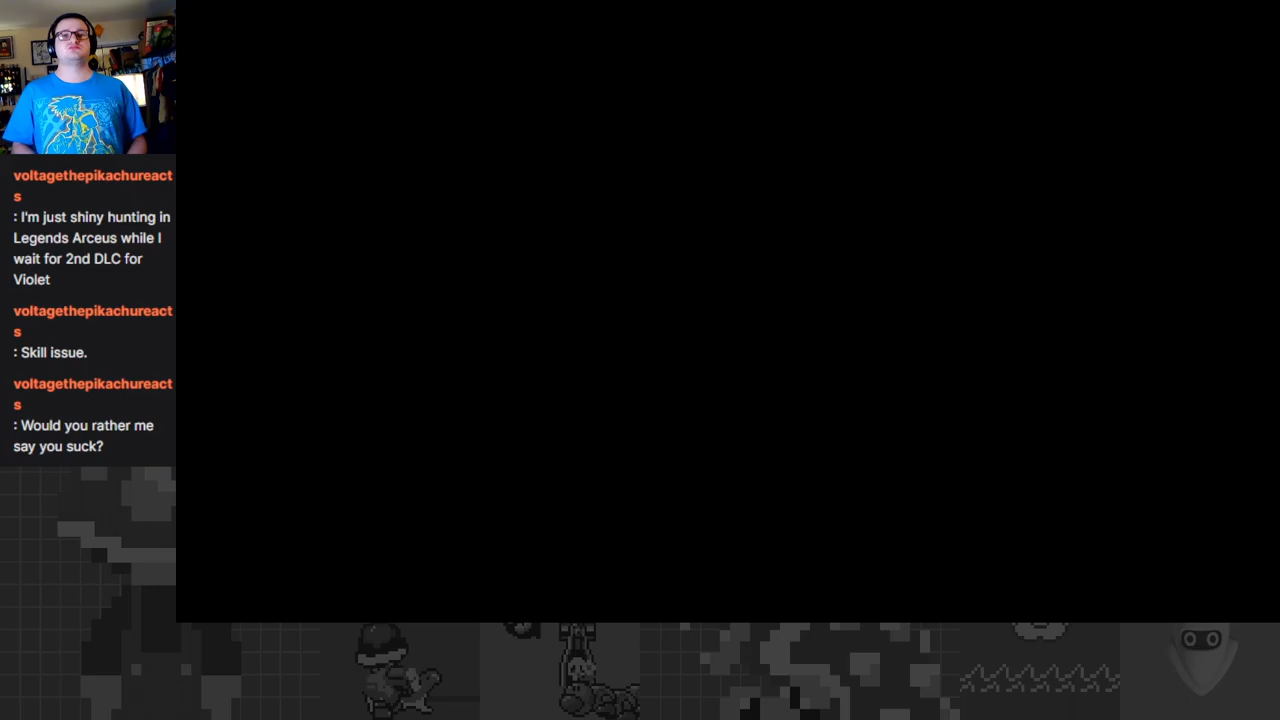 voltagethepikachureact
s
: I'm just shiny hunting in
Legends Arceus while I
wait for 2nd DLC for
Violet
voltagethepikachureact
s
: Skill issue.
voltagethepikachureact
s
: Would you rather me
say you suck?